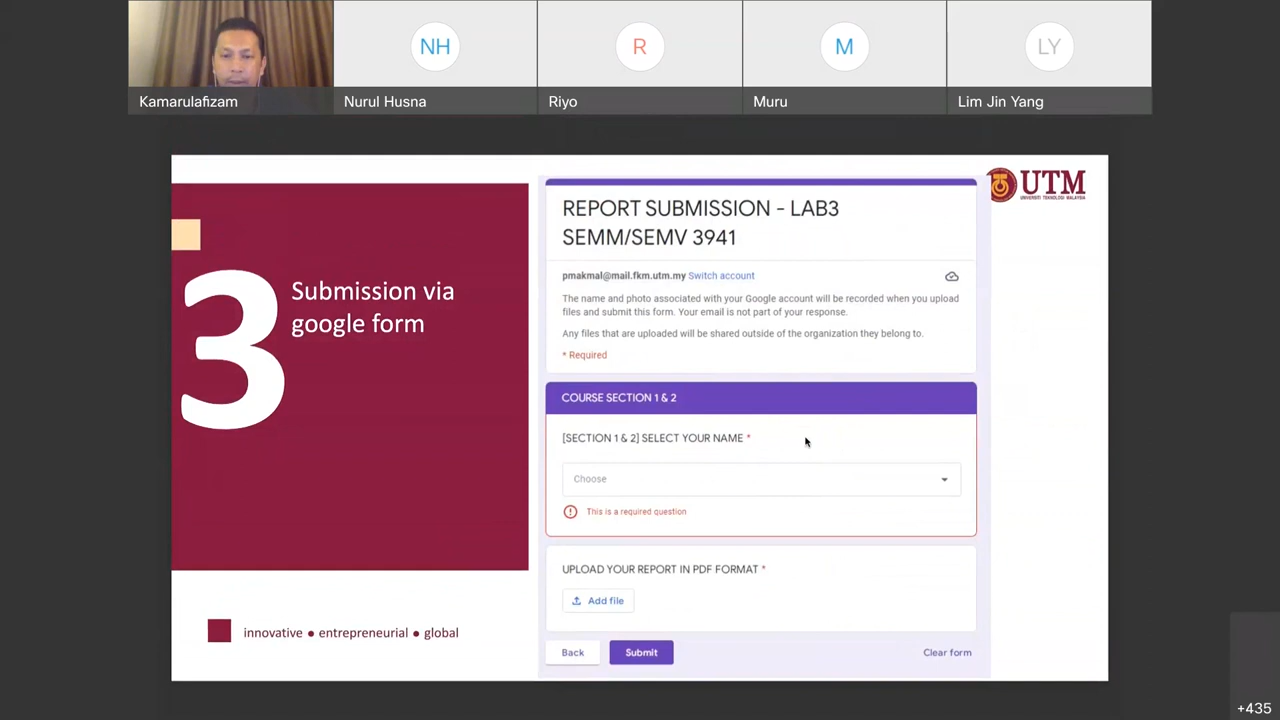 NH
R
M
LY
Kamarulafizam
Nurul Husna
Riyo
Muru
Lim Jin Yang
UTM
UNIVERSITI TEKNOLOGI MALAYSIA
3
Submission via
google form
innovative ● entrepreneurial ● global
REPORT SUBMISSION - LAB3
SEMM/SEMV 3941
pmakmal@mail.fkm.utm.my Switch account
The name and photo associated with your Google account will be recorded when you upload
files and submit this form. Your email is not part of your response.
Any files that are uploaded will be shared outside of the organization they belong to.
* Required
COURSE SECTION 1 & 2
[SECTION 1 & 2] SELECT YOUR NAME *
Choose
This is a required question
UPLOAD YOUR REPORT IN PDF FORMAT *
Add file
Back
Submit
Clear form
+435